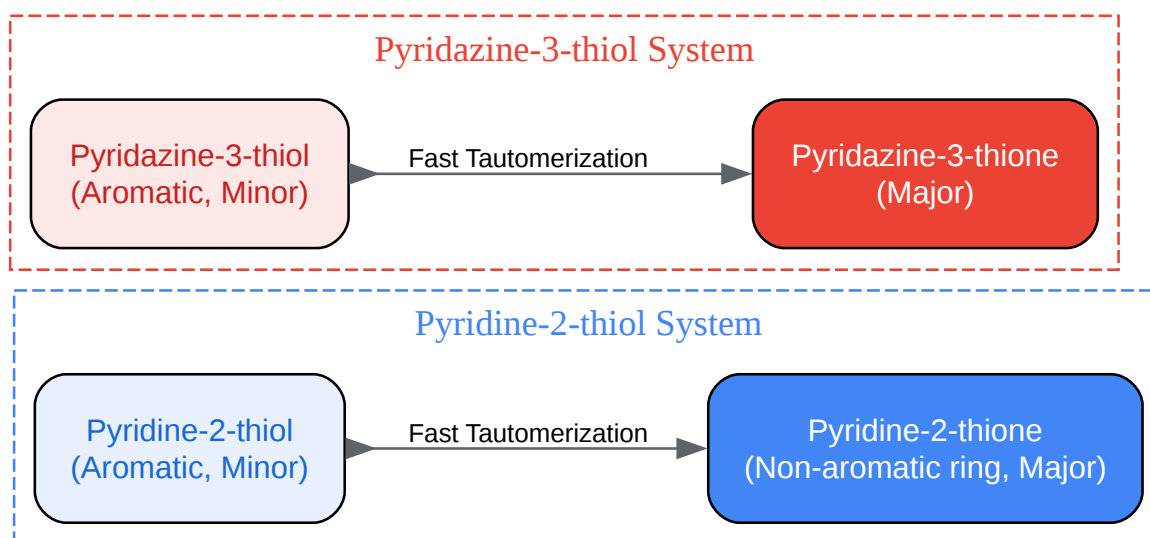 Pyridazine-3-thiol System
Pyridazine-3-thiol
(Aromatic, Minor)
Fast Tautomerization
Pyridazine-3-thione
(Major)
Pyridine-2-thiol System
Pyridine-2-thiol
(Aromatic, Minor)
Fast Tautomerization
Pyridine-2-thione
(Non-aromatic ring, Major)